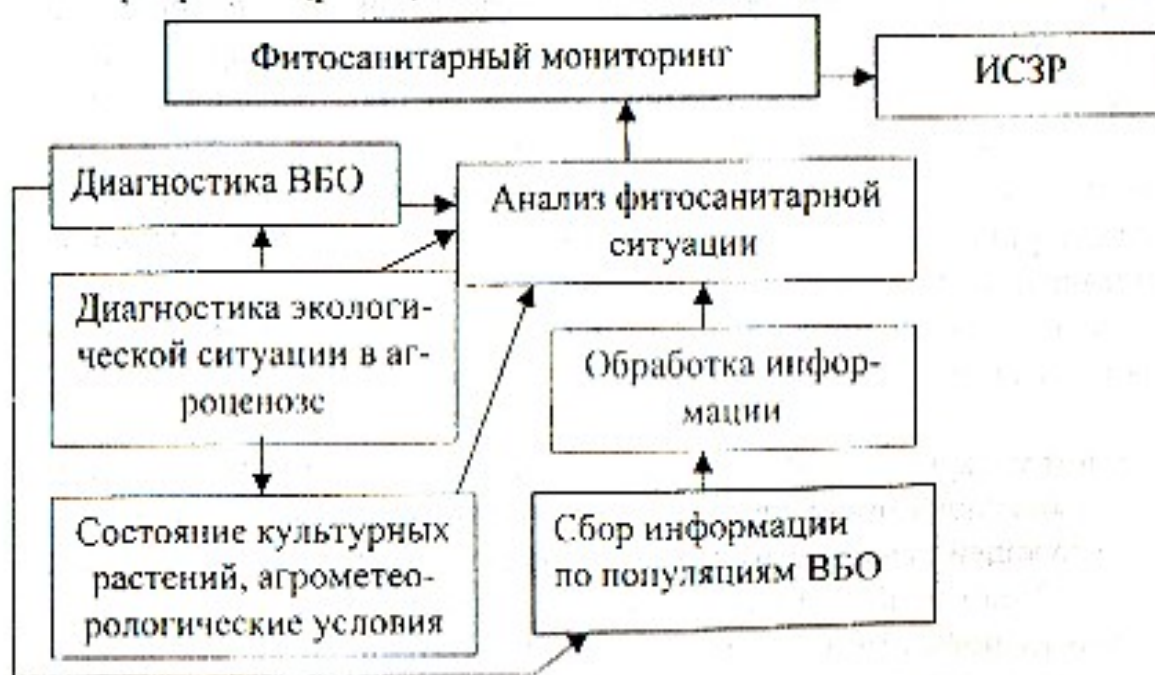 Фитосанитарный мониторинг
ИСЗР
Диагностика ВБО
Анализ фитосанитарной
ситуации
Диагностика экологи-
ческой ситуации в аг-
роценозе
Обработка инфор-
мации
Состояние культурных
растений, агрометео-
рологические условия
Сбор информации
по популяциям ВБО